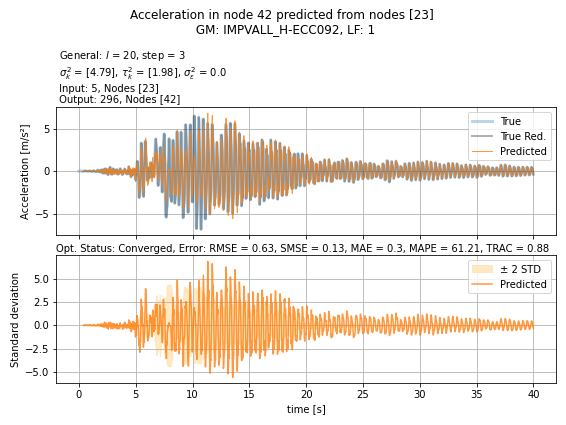 Acceleration in node 42 predicted from nodes [23]
GM: IMPVALL_H-ECC092, LF: 1
General: l = 20, step = 3
σ²ₖ = [4.79], τ²ₖ = [1.98], σ²ε = 0.0
Input: 5, Nodes [23]
Output: 296, Nodes [42]
Acceleration [m/s²]
5
0
−5
True
True Red.
Predicted
Opt. Status: Converged, Error: RMSE = 0.63, SMSE = 0.13, MAE = 0.3, MAPE = 61.21, TRAC = 0.88
Standard deviation
5.0
2.5
0.0
−2.5
−5.0
± 2 STD
Predicted
0 5 10 15 20 25 30 35 40
time [s]